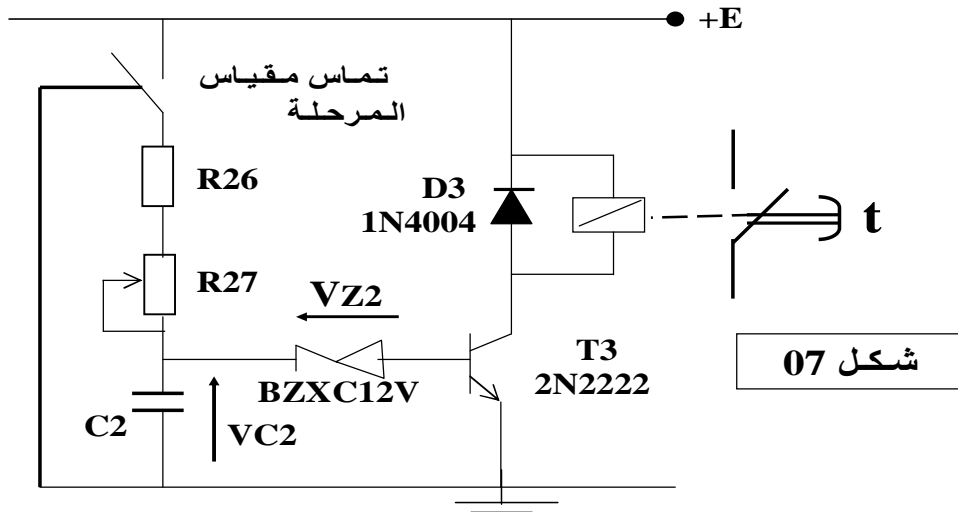 +E
تماس مقياس
المرحلة
R26
D3
1N4004
t
R27
VZ2
T3
2N2222
شكل 07
BZXC12V
C2
VC2